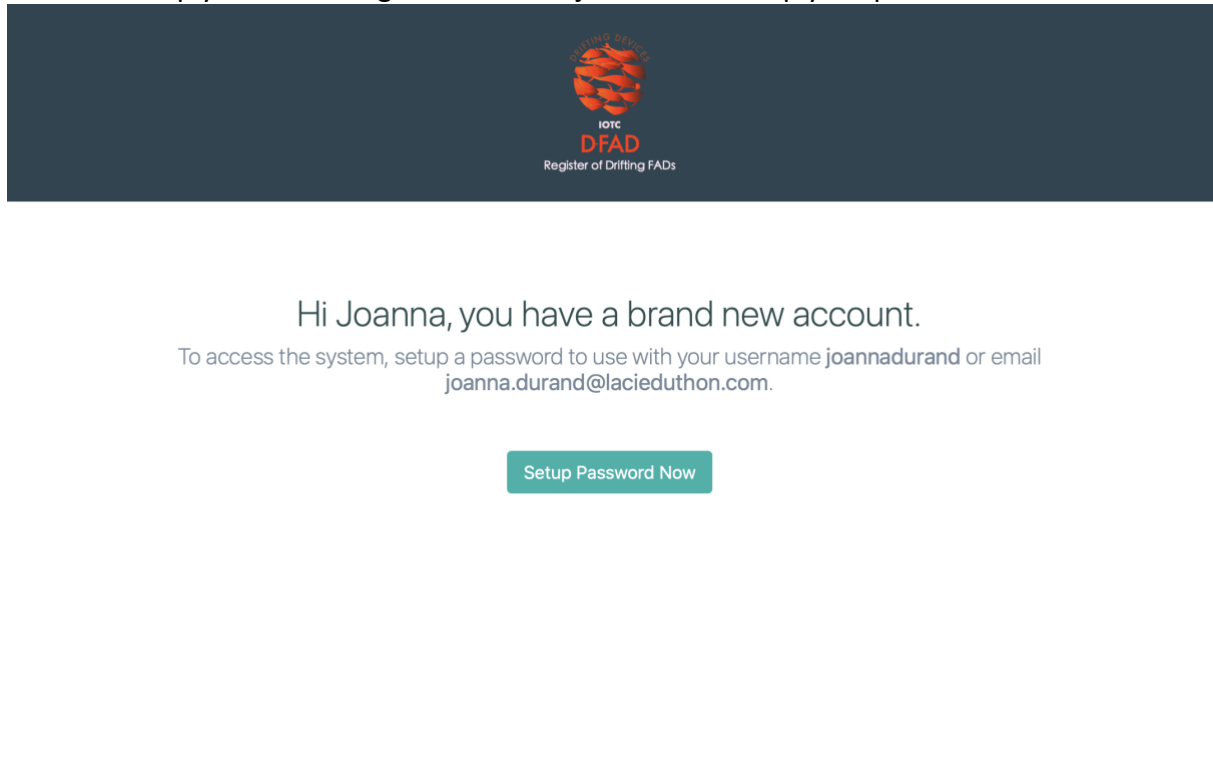 DRIFTING DEVICES
IOTC
D-FAD
Register of Drifting FADs
Hi Joanna, you have a brand new account.
To access the system, setup a password to use with your username joannadurand or email
joanna.durand@lacieduthon.com.
Setup Password Now